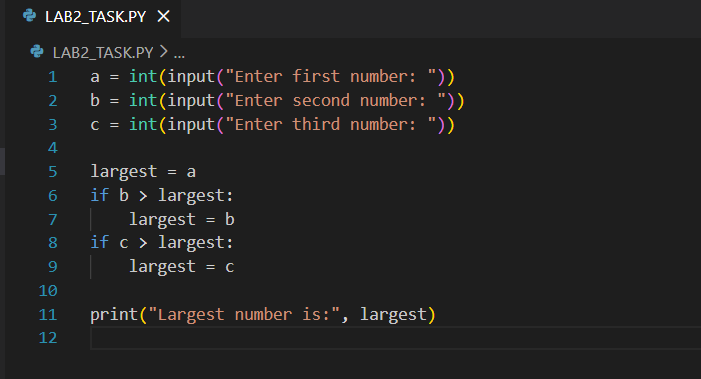 LAB2_TASK.PY ×
LAB2_TASK.PY > ...
1 a = int(input("Enter first number: "))
2 b = int(input("Enter second number: "))
3 c = int(input("Enter third number: "))
4
5 largest = a
6 if b > largest:
7     largest = b
8 if c > largest:
9     largest = c
10
11 print("Largest number is:", largest)
12